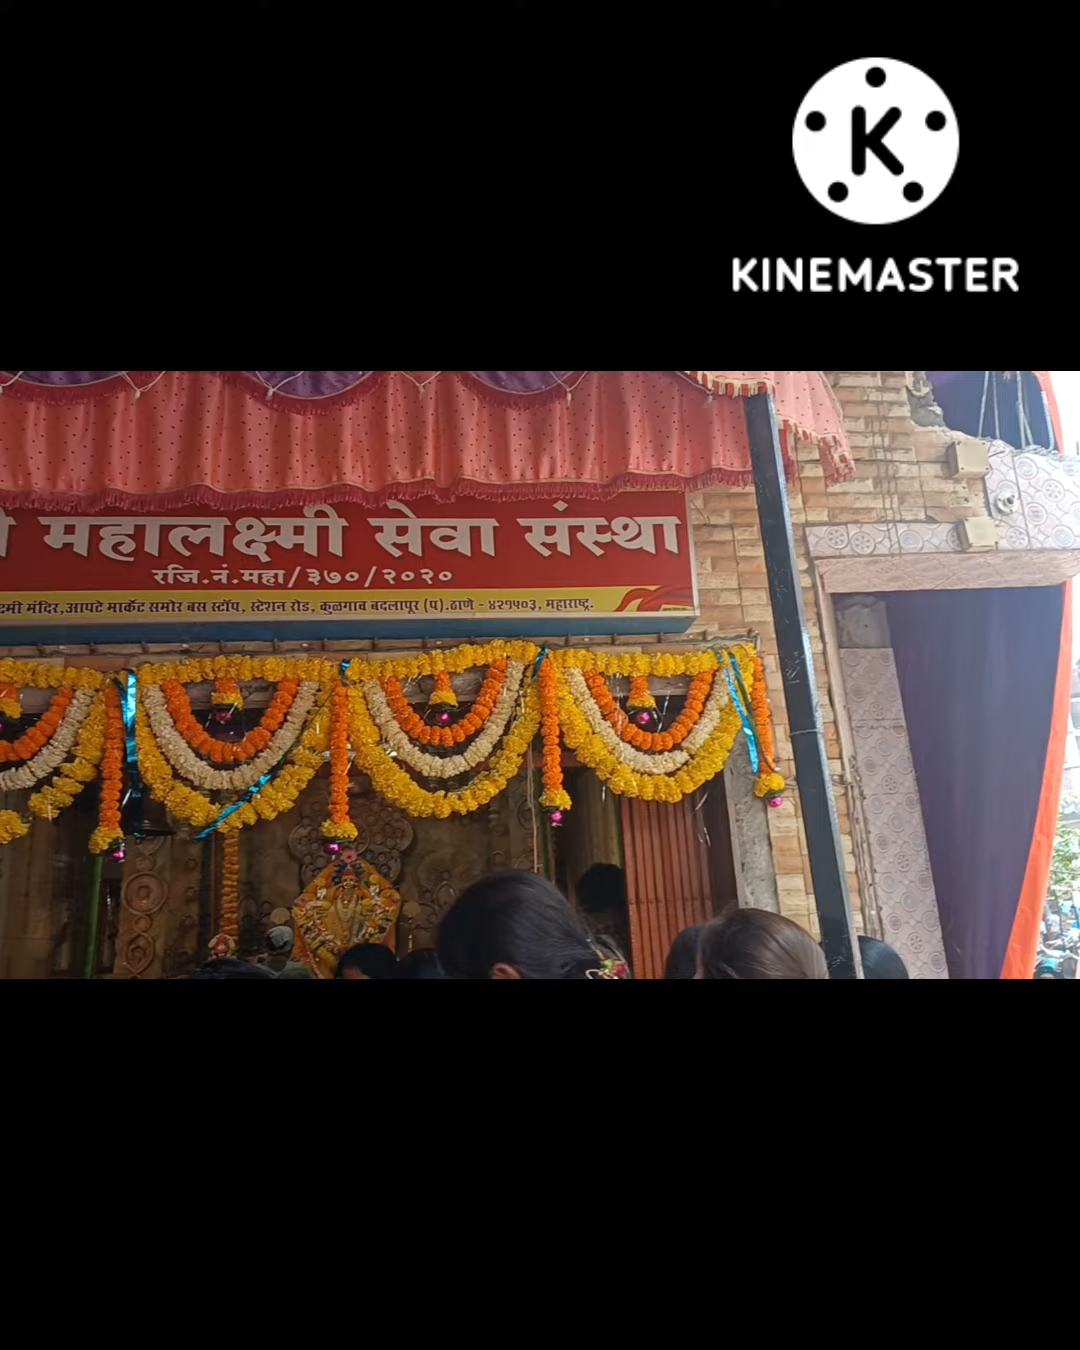 K
KINEMASTER
महालक्ष्मी सेवा संस्था
रजि.नं.महा/३७०/२०२०
मंदिर,आपटे मार्केट समोर बस स्टॉप, स्टेशन रोड, कुळगाव बदलापूर (प).ठाणे - ४२१५०३, महाराष्ट्र.